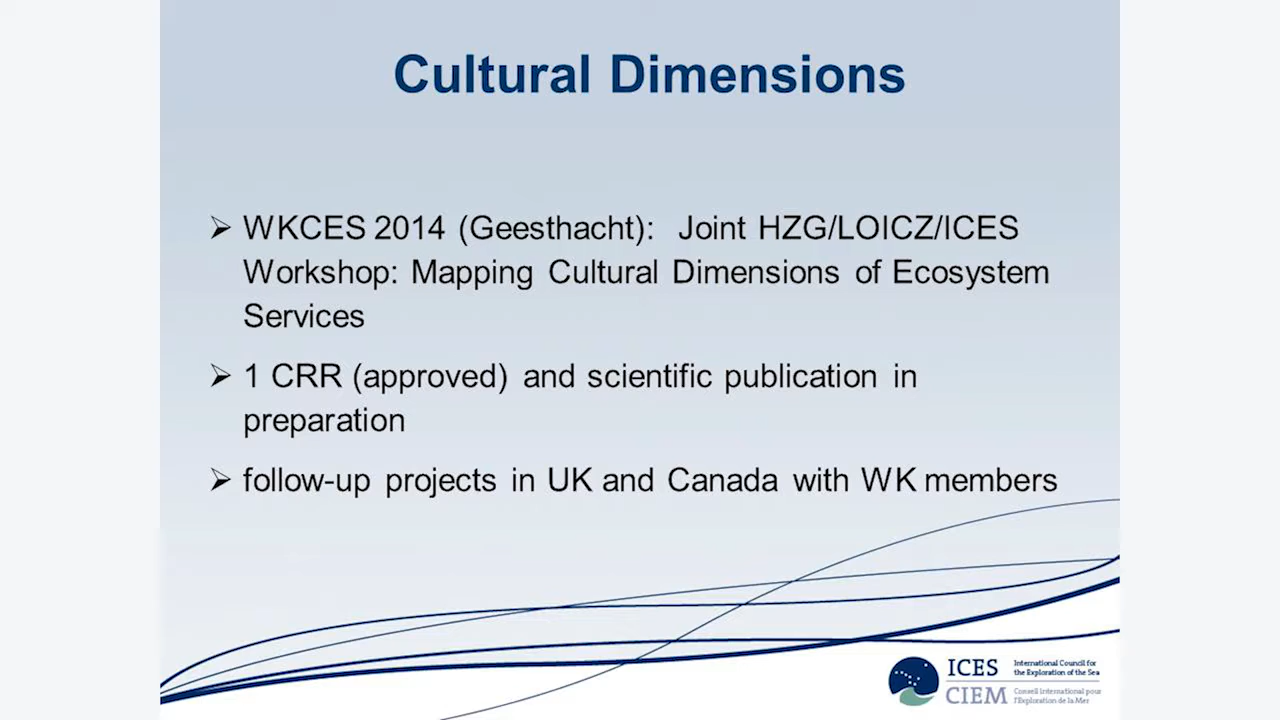 Cultural Dimensions
➢ WKCES 2014 (Geesthacht): Joint HZG/LOICZ/ICES
Workshop: Mapping Cultural Dimensions of Ecosystem
Services
➢ 1 CRR (approved) and scientific publication in
preparation
➢ follow-up projects in UK and Canada with WK members
ICES
International Council for
the Exploration of the Sea
CIEM
Conseil International pour
l'Exploration de la Mer